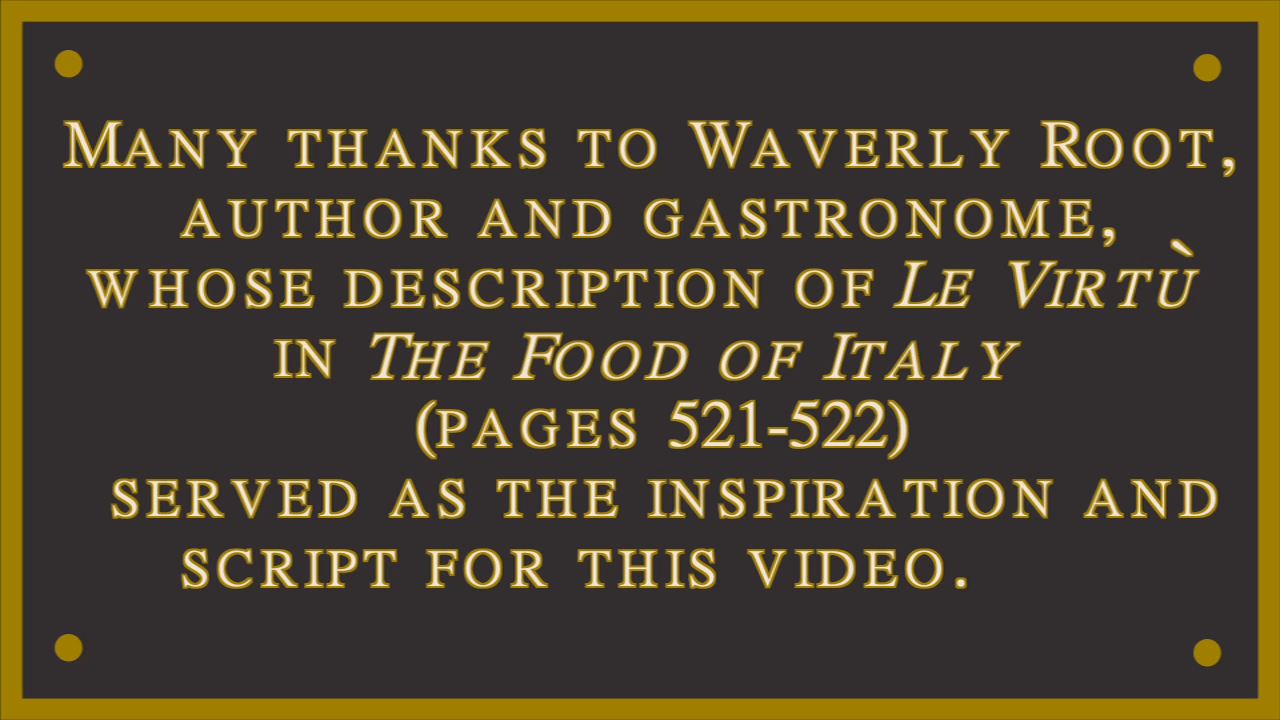 Many thanks to Waverly Root,
author and gastronome,
whose description of Le Virtù
in The Food of Italy
(pages 521-522)
served as the inspiration and
script for this video.